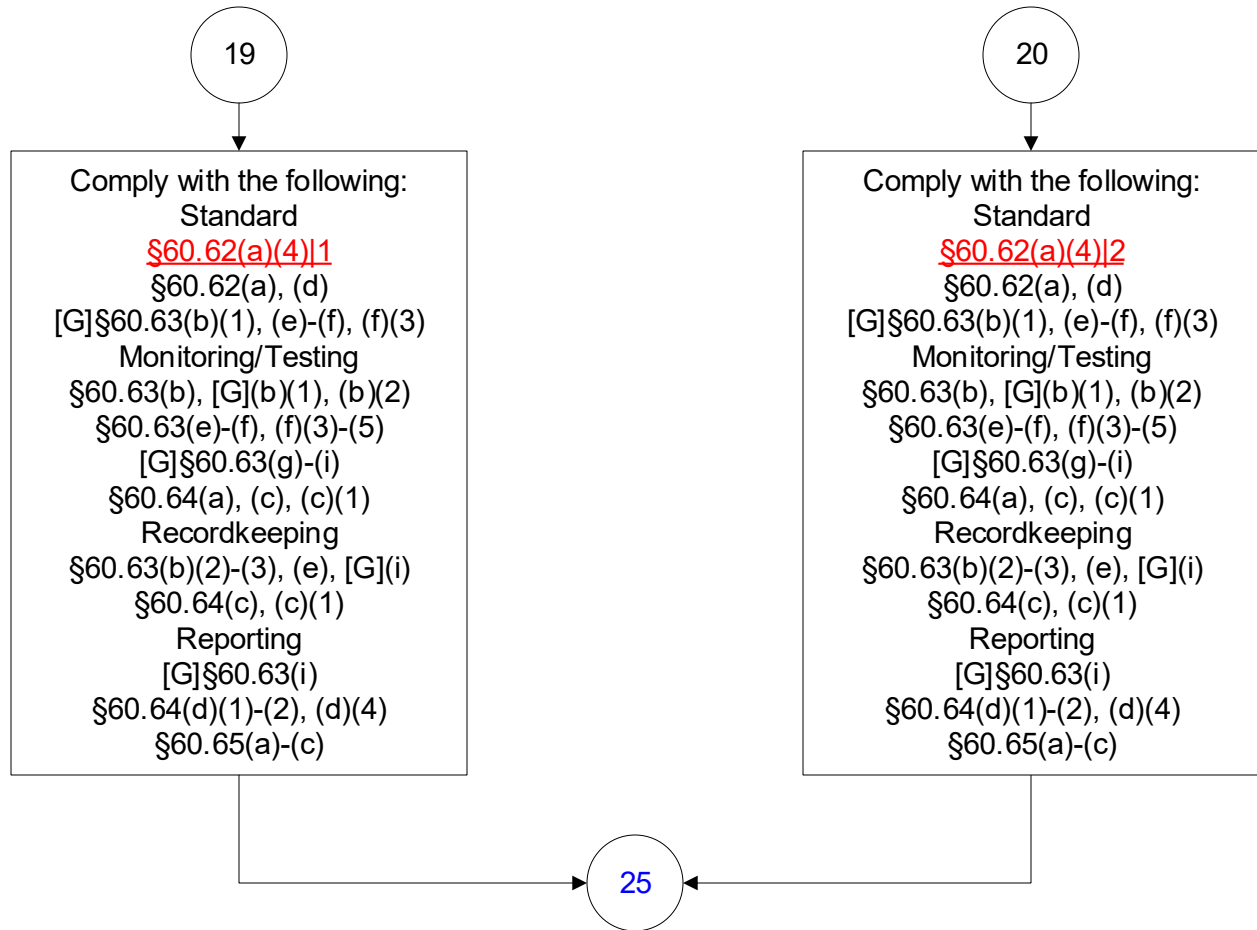 19
Comply with the following:
Standard
§60.62(a)(4)|1
§60.62(a), (d)
[G]§60.63(b)(1), (e)-(f), (f)(3)
Monitoring/Testing
§60.63(b), [G](b)(1), (b)(2)
§60.63(e)-(f), (f)(3)-(5)
[G]§60.63(g)-(i)
§60.64(a), (c), (c)(1)
Recordkeeping
§60.63(b)(2)-(3), (e), [G](i)
§60.64(c), (c)(1)
Reporting
[G]§60.63(i)
§60.64(d)(1)-(2), (d)(4)
§60.65(a)-(c)
20
Comply with the following:
Standard
§60.62(a)(4)|2
§60.62(a), (d)
[G]§60.63(b)(1), (e)-(f), (f)(3)
Monitoring/Testing
§60.63(b), [G](b)(1), (b)(2)
§60.63(e)-(f), (f)(3)-(5)
[G]§60.63(g)-(i)
§60.64(a), (c), (c)(1)
Recordkeeping
§60.63(b)(2)-(3), (e), [G](i)
§60.64(c), (c)(1)
Reporting
[G]§60.63(i)
§60.64(d)(1)-(2), (d)(4)
§60.65(a)-(c)
25